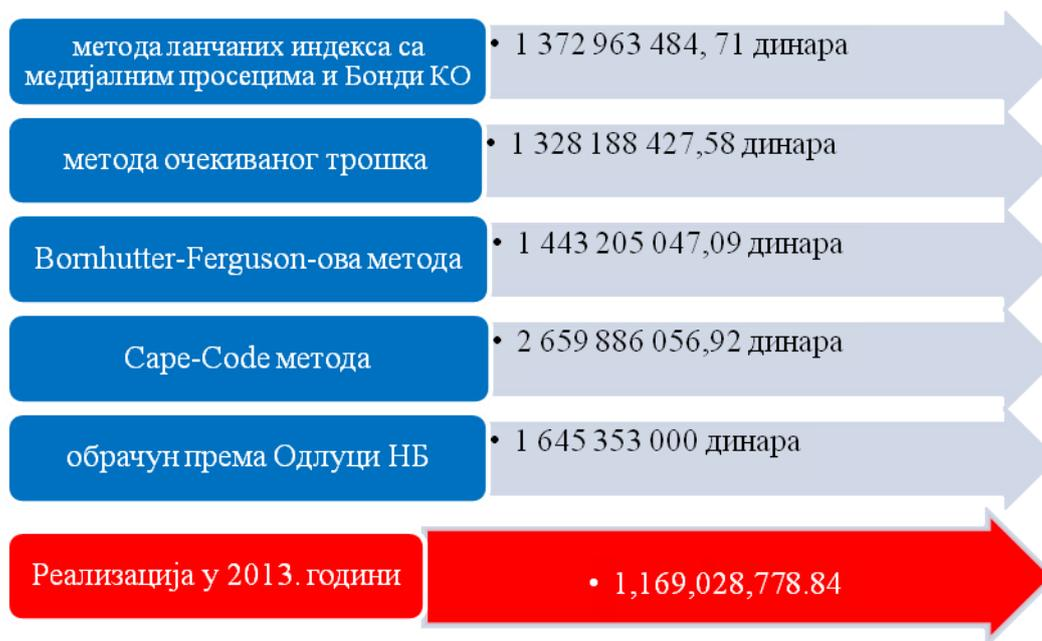 метода ланчаних индекса са
медијалним просецима и Бонди КО
• 1 372 963 484, 71 динара
метода очекиваног трошка
• 1 328 188 427,58 динара
Bornhutter-Ferguson-ова метода
• 1 443 205 047,09 динара
Cape-Code метода
• 2 659 886 056,92 динара
обрачун према Одлуци НБ
• 1 645 353 000 динара
Реализација у 2013. години
• 1,169,028,778.84